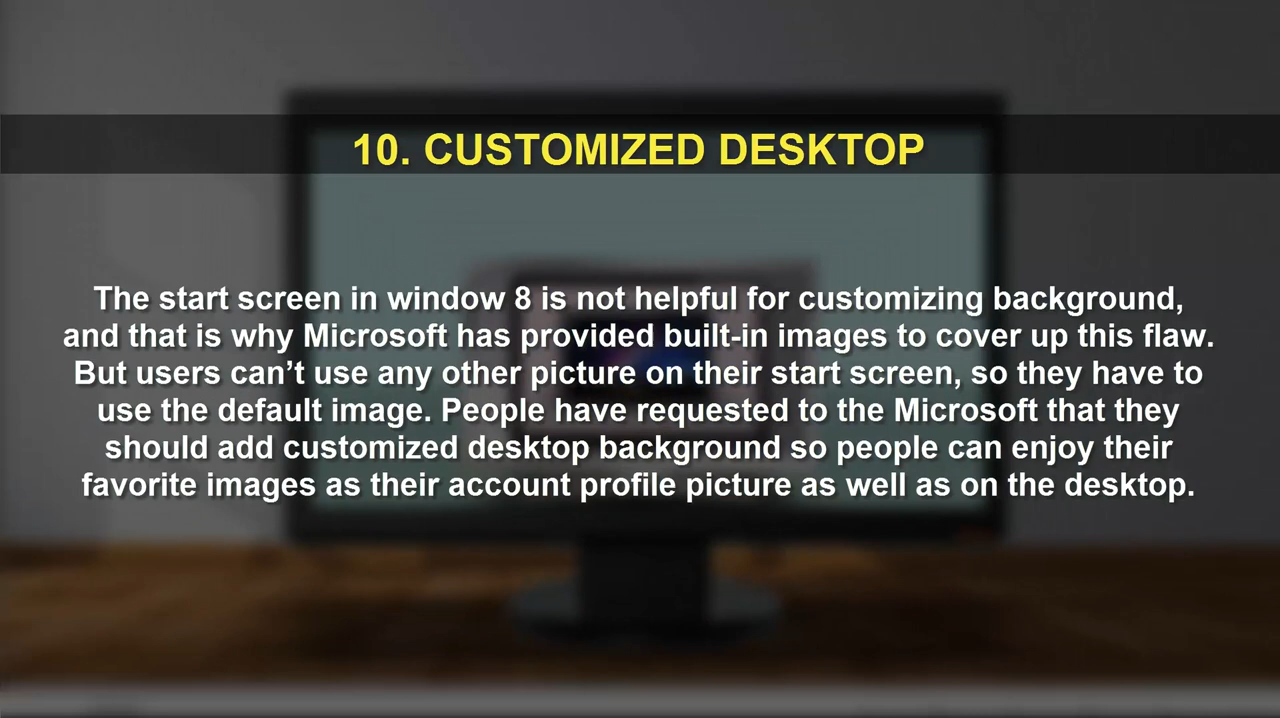 10. CUSTOMIZED DESKTOP
The start screen in window 8 is not helpful for customizing background,
and that is why Microsoft has provided built-in images to cover up this flaw.
But users can’t use any other picture on their start screen, so they have to
use the default image. People have requested to the Microsoft that they
should add customized desktop background so people can enjoy their
favorite images as their account profile picture as well as on the desktop.